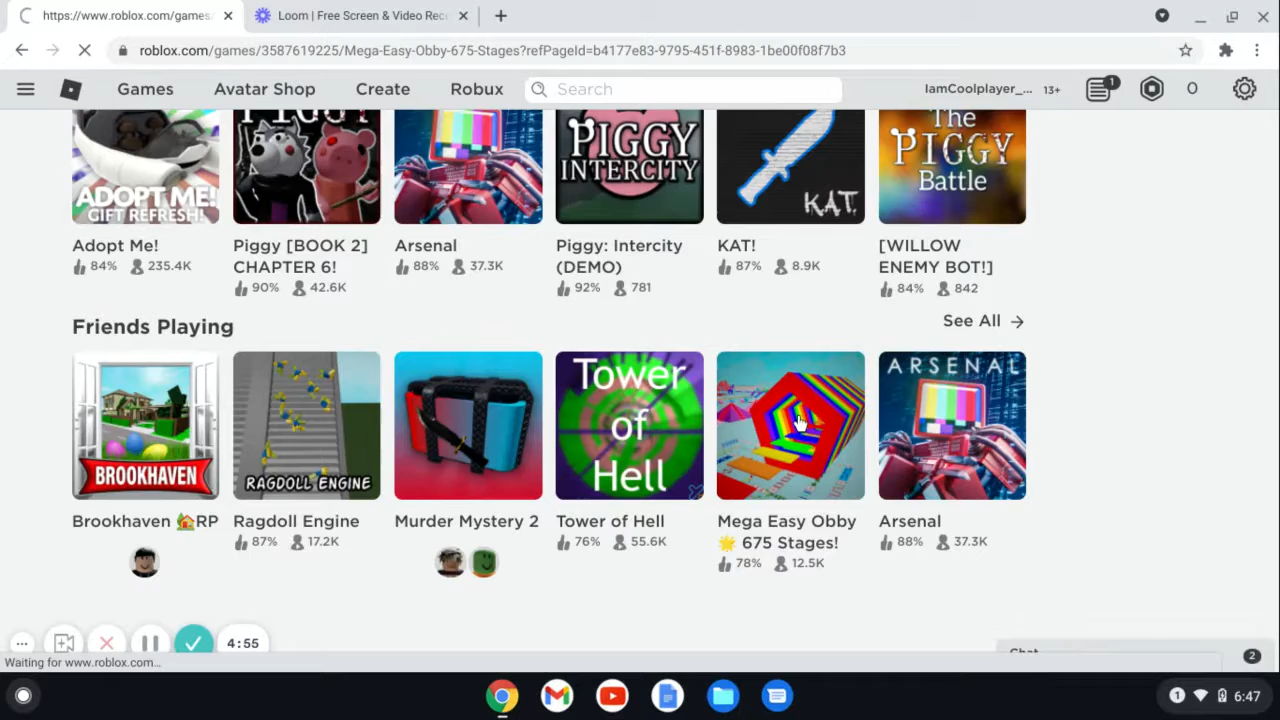 https://www.roblox.com/games/
Loom | Free Screen & Video Rec
roblox.com/games/3587619225/Mega-Easy-Obby-675-Stages?refPageId=b4177e83-9795-451f-8983-1be00f08f7b3
Games Avatar Shop Create Robux Search IamCoolplayer_... 13+ 1 0
ADOPT ME!
GIFT REFRESH!
PIGGY
PIGGY
INTERCITY
KAT.
The
PIGGY
Battle
Adopt Me!
84% 235.4K
Piggy [BOOK 2]
CHAPTER 6!
90% 42.6K
Arsenal
88% 37.3K
Piggy: Intercity
(DEMO)
92% 781
KAT!
87% 8.9K
[WILLOW
ENEMY BOT!]
84% 842
Friends Playing
See All →
BROOKHAVEN
RAGDOLL ENGINE
Tower
of
Hell
ARSENAL
Brookhaven 🏡RP
Ragdoll Engine
87% 17.2K
Murder Mystery 2
Tower of Hell
76% 55.6K
Mega Easy Obby
🌟 675 Stages!
78% 12.5K
Arsenal
88% 37.3K
4:55
Chat
Waiting for www.roblox.com...
2
1 6:47